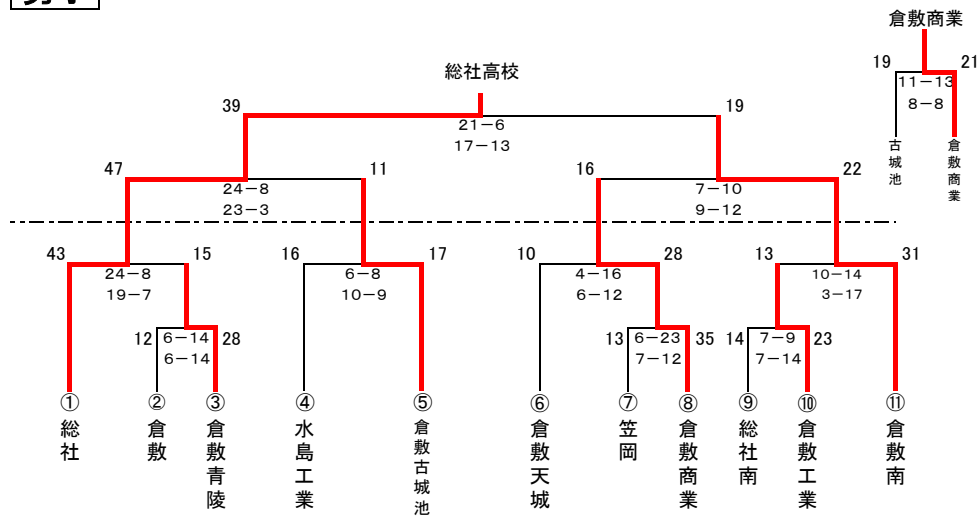 男子
倉敷商業
19 21
11-13
8-8
古城池
倉敷商業
総社高校
39 19
21-6
17-13
47 11
24-8
23-3
16 22
7-10
9-12
43 15
24-8
19-7
16 17
6-8
10-9
10 28
4-16
6-12
13 31
10-14
3-17
12 28
6-14
6-14
13 35
6-23
7-12
14 23
7-9
7-14
①
総社
②
倉敷
③
倉敷青陵
④
水島工業
⑤
倉敷古城池
⑥
倉敷天城
⑦
笠岡
⑧
倉敷商業
⑨
総社南
⑩
倉敷工業
⑪
倉敷南